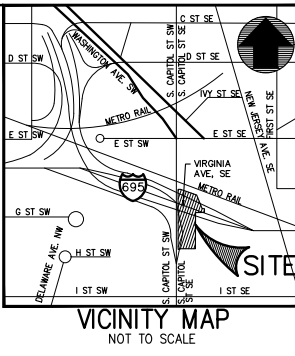 C ST SE
WASHINGTON AVE. SW
S. CAPITOL ST SW
S. CAPITOL ST SE
D ST SW
D ST SE
IVY ST SE
NEW JERSEY AVE. SE
FIRST ST SE
METRO RAIL
E ST SW
E ST SW
E ST SE
VIRGINIA
AVE, SE
METRO RAIL
695
G ST SW
DELAWARE AVE. NW
H ST SW
SITE
S. CAPITOL ST SW
S. CAPITOL
ST SE
I ST SW
I ST SE
VICINITY MAP
NOT TO SCALE